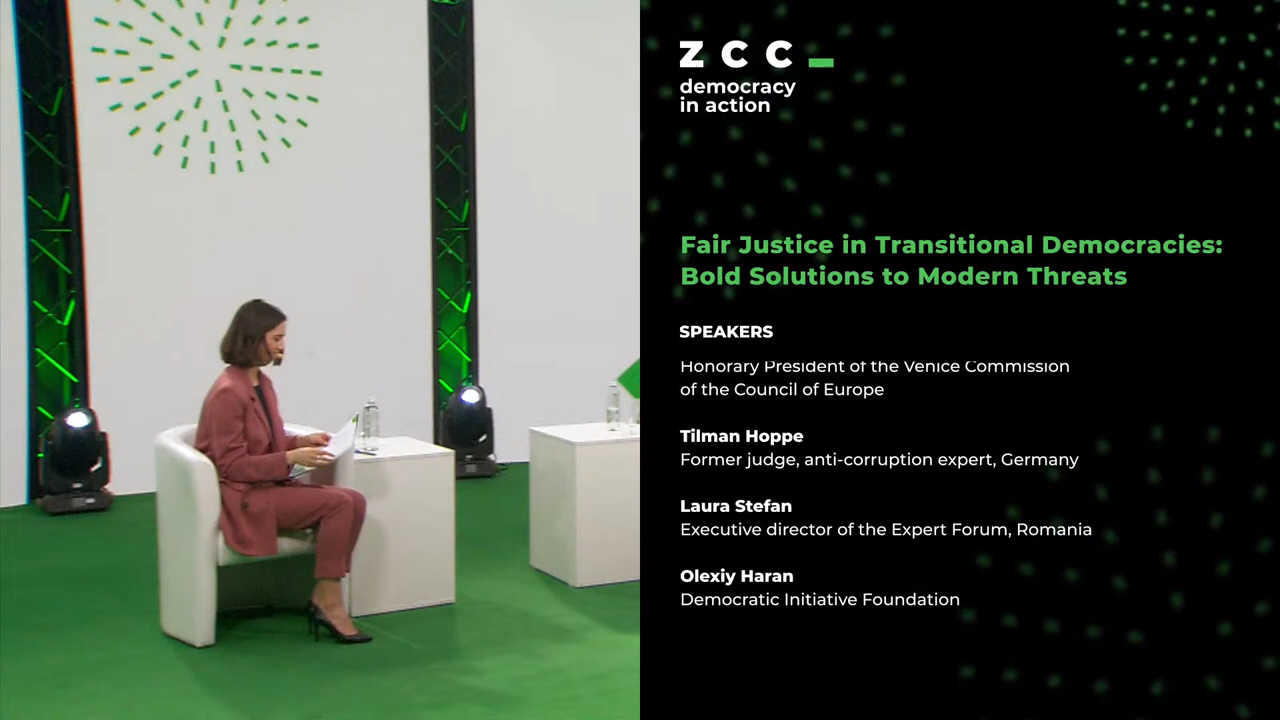 zcc_
democracy
in action
Fair Justice in Transitional Democracies:
Bold Solutions to Modern Threats
SPEAKERS
Honorary President of the Venice Commission
of the Council of Europe
Tilman Hoppe
Former judge, anti-corruption expert, Germany
Laura Stefan
Executive director of the Expert Forum, Romania
Olexiy Haran
Democratic Initiative Foundation